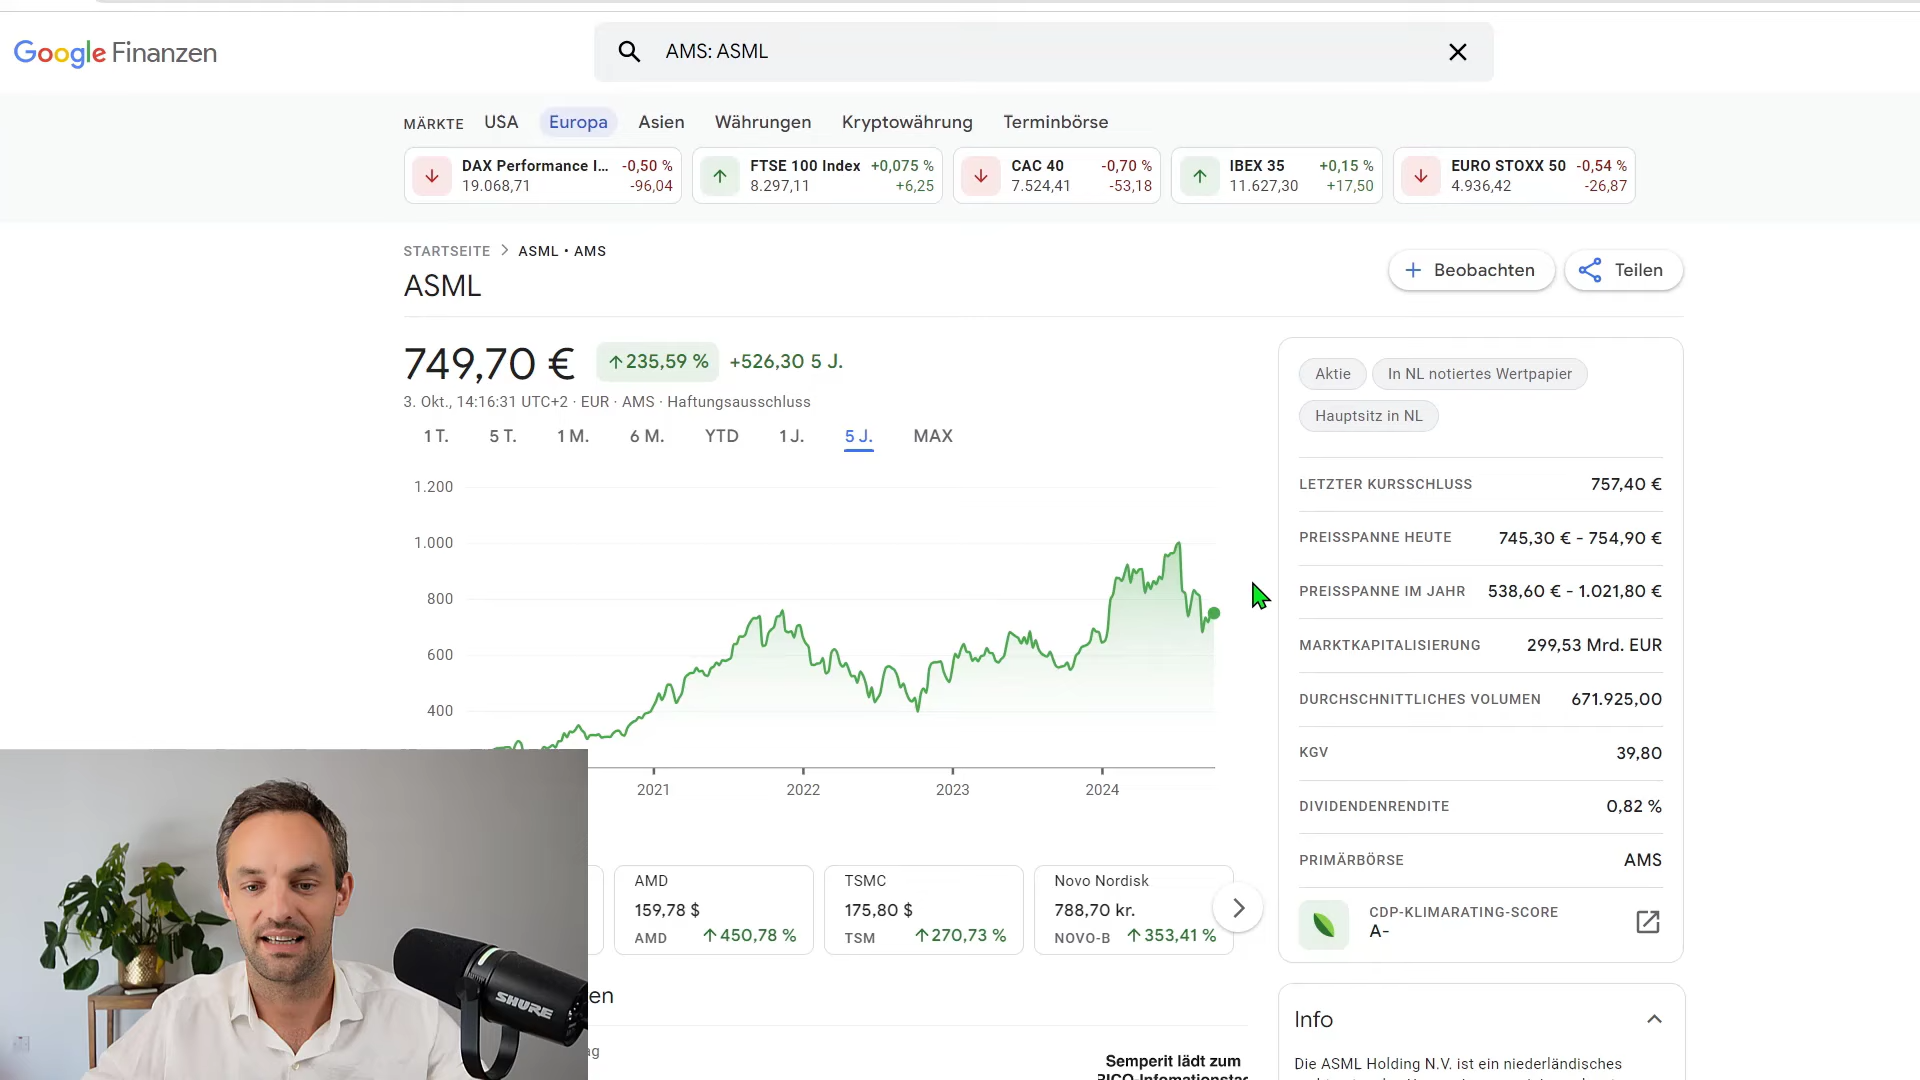 Google Finanzen
AMS: ASML
MÄRKTE USA Europa Asien Währungen Kryptowährung Terminbörse
DAX Performance I... -0,50 %
19.068,71 -96,04
FTSE 100 Index +0,075 %
8.297,11 +6,25
CAC 40 -0,70 %
7.524,41 -53,18
IBEX 35 +0,15 %
11.627,30 +17,50
EURO STOXX 50 -0,54 %
4.936,42 -26,87
STARTSEITE > ASML • AMS
ASML
+ Beobachten
Teilen
749,70 € ↑235,59 % +526,30 5 J.
3. Okt., 14:16:31 UTC+2 · EUR · AMS · Haftungsausschluss
1 T. 5 T. 1 M. 6 M. YTD 1 J. 5 J. MAX
1.200
1.000
800
600
400
2021 2022 2023 2024
Aktie
In NL notiertes Wertpapier
Hauptsitz in NL
LETZTER KURSSCHLUSS 757,40 €
PREISSPANNE HEUTE 745,30 € - 754,90 €
PREISSPANNE IM JAHR 538,60 € - 1.021,80 €
MARKTKAPITALISIERUNG 299,53 Mrd. EUR
DURCHSCHNITTLICHES VOLUMEN 671.925,00
KGV 39,80
DIVIDENDENRENDITE 0,82 %
PRIMÄRBÖRSE AMS
CDP-KLIMARATING-SCORE
A-
AMD
159,78 $
AMD ↑450,78 %
TSMC
175,80 $
TSM ↑270,73 %
Novo Nordisk
788,70 kr.
NOVO-B ↑353,41 %
SHURE
en
ag
Semperit lädt zum
Info
Die ASML Holding N.V. ist ein niederländisches